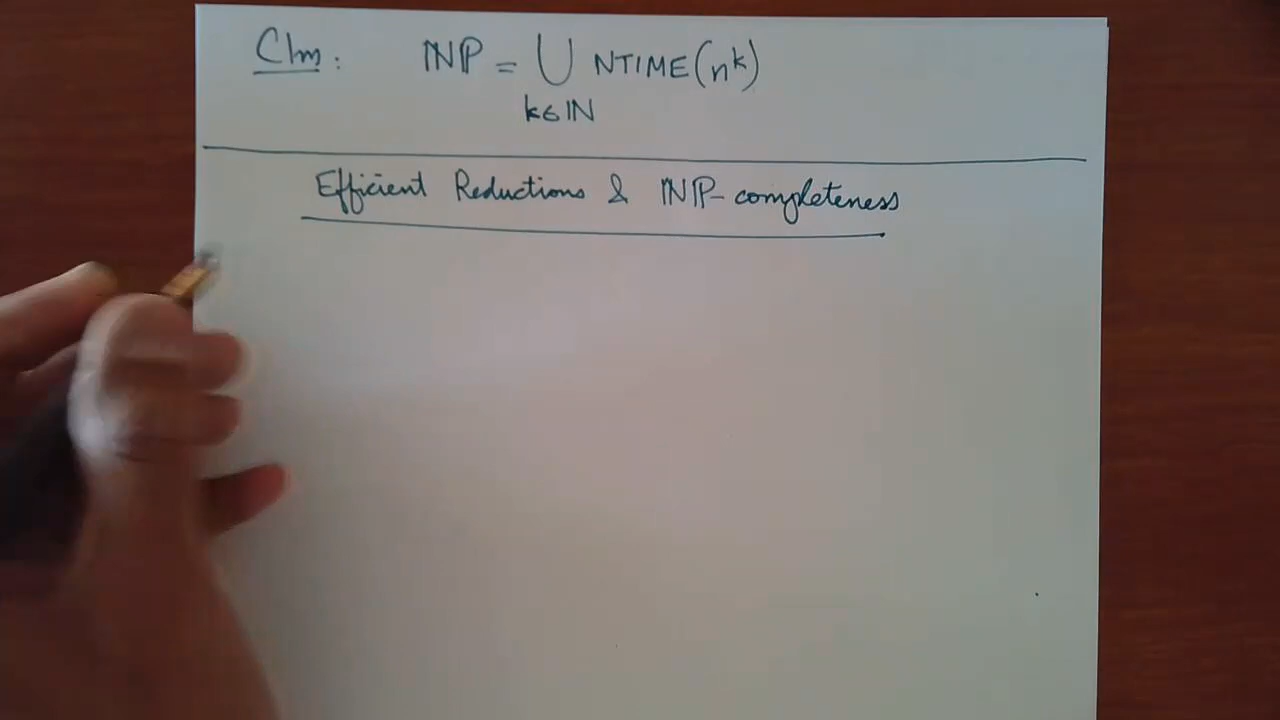 Clm: NP = ⋃ NTIME(n^k)
k∈ℕ
Efficient Reductions & NP-completeness